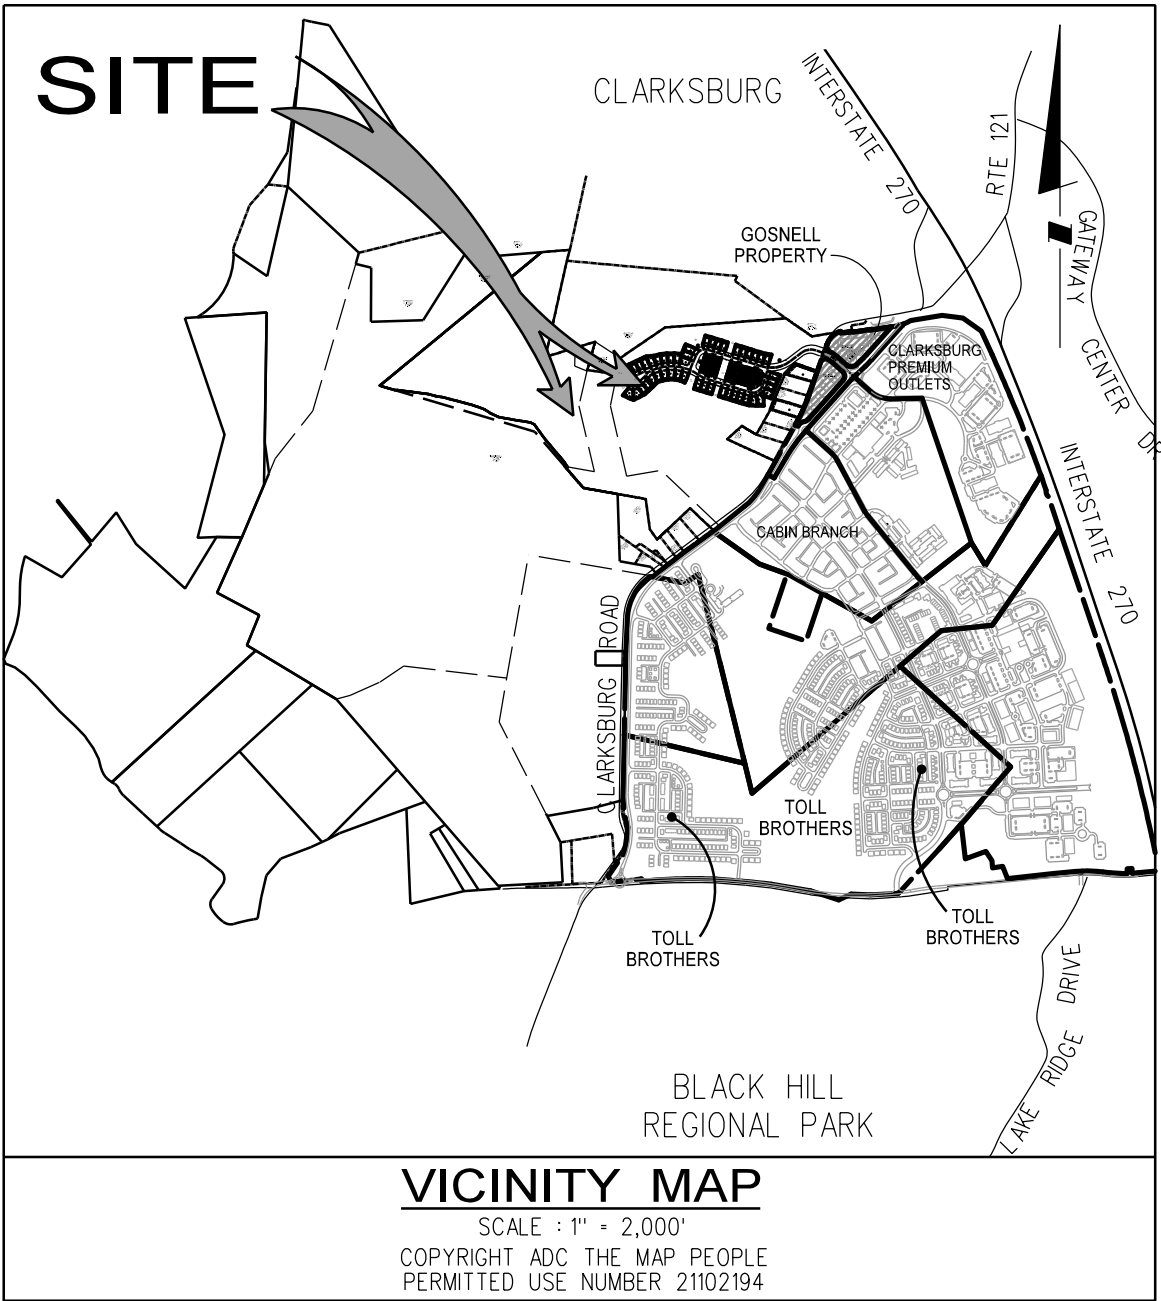 SITE
CLARKSBURG
INTERSTATE 270
RTE 121
GATEWAY CENTER DR
GOSNELL
PROPERTY
CLARKSBURG
PREMIUM
OUTLETS
INTERSTATE 270
CABIN BRANCH
CLARKSBURG ROAD
TOLL
BROTHERS
TOLL
BROTHERS
TOLL
BROTHERS
LAKE RIDGE DRIVE
BLACK HILL
REGIONAL PARK
VICINITY MAP
SCALE : 1" = 2,000'
COPYRIGHT ADC THE MAP PEOPLE
PERMITTED USE NUMBER 21102194